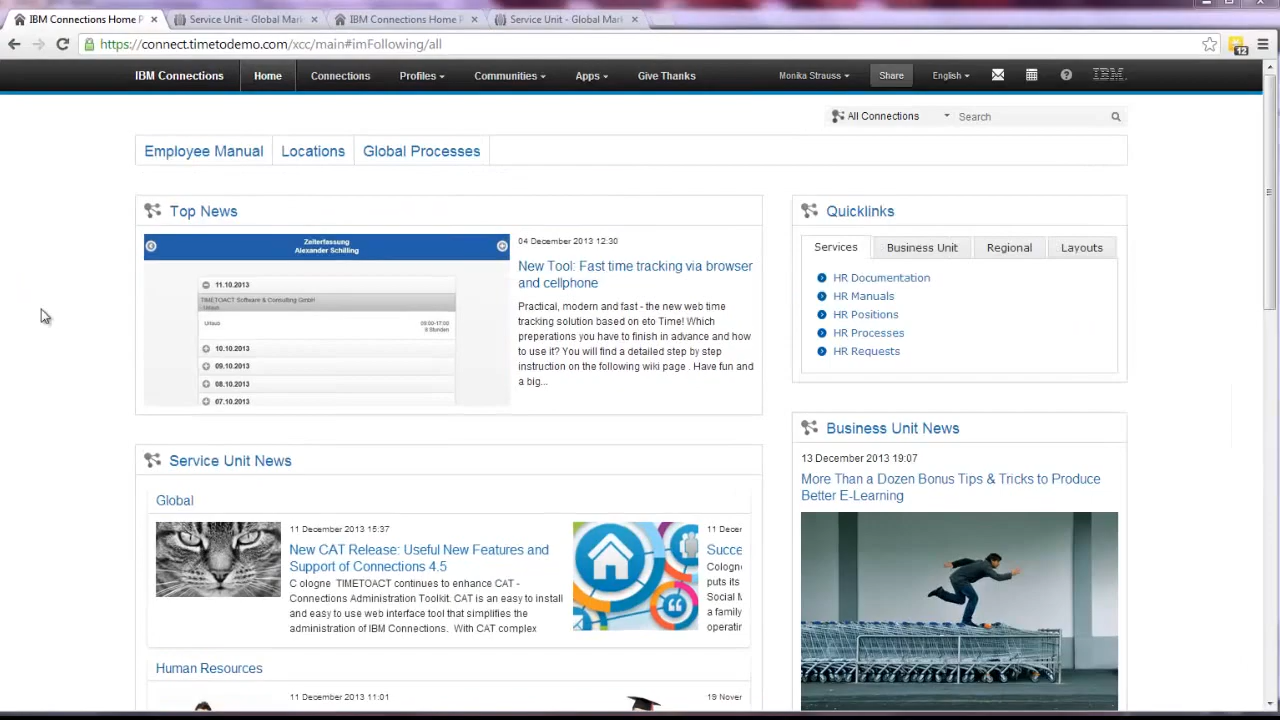 IBM Connections Home P
Service Unit - Global Mark
IBM Connections Home P
Service Unit - Global Mark
https://connect.timetodemo.com/xcc/main#imFollowing/all
12
IBM Connections
Home
Connections
Profiles
Communities
Apps
Give Thanks
Monika Strauss
Share
English
IBM
All Connections
Search
Employee Manual
Locations
Global Processes
Top News
Zeiterfassung
Alexander Schilling
11.10.2013
TIMETOACT Software & Consulting GmbH
- Urlaub
Urlaub
08:00-17:00
9 Stunden
10.10.2013
09.10.2013
08.10.2013
07.10.2013
04 December 2013 12:30
New Tool: Fast time tracking via browser
and cellphone
Practical, modern and fast - the new web time
tracking solution based on eto Time! Which
preperations you have to finish in advance and how
to use it? You will find a detailed step by step
instruction on the following wiki page . Have fun and
a big...
Quicklinks
Services
Business Unit
Regional
Layouts
HR Documentation
HR Manuals
HR Positions
HR Processes
HR Requests
Service Unit News
Global
11 December 2013 15:37
New CAT Release: Useful New Features and
Support of Connections 4.5
C ologne TIMETOACT continues to enhance CAT -
Connections Administration Toolkit. CAT is an easy to install
and easy to use web interface tool that simplifies the
administration of IBM Connections. With CAT complex
11 Decer
Succe
Cologne
puts its
Social M
a family
operatir
Human Resources
11 December 2013 11:01
19 Noven
Business Unit News
13 December 2013 19:07
More Than a Dozen Bonus Tips & Tricks to Produce
Better E-Learning